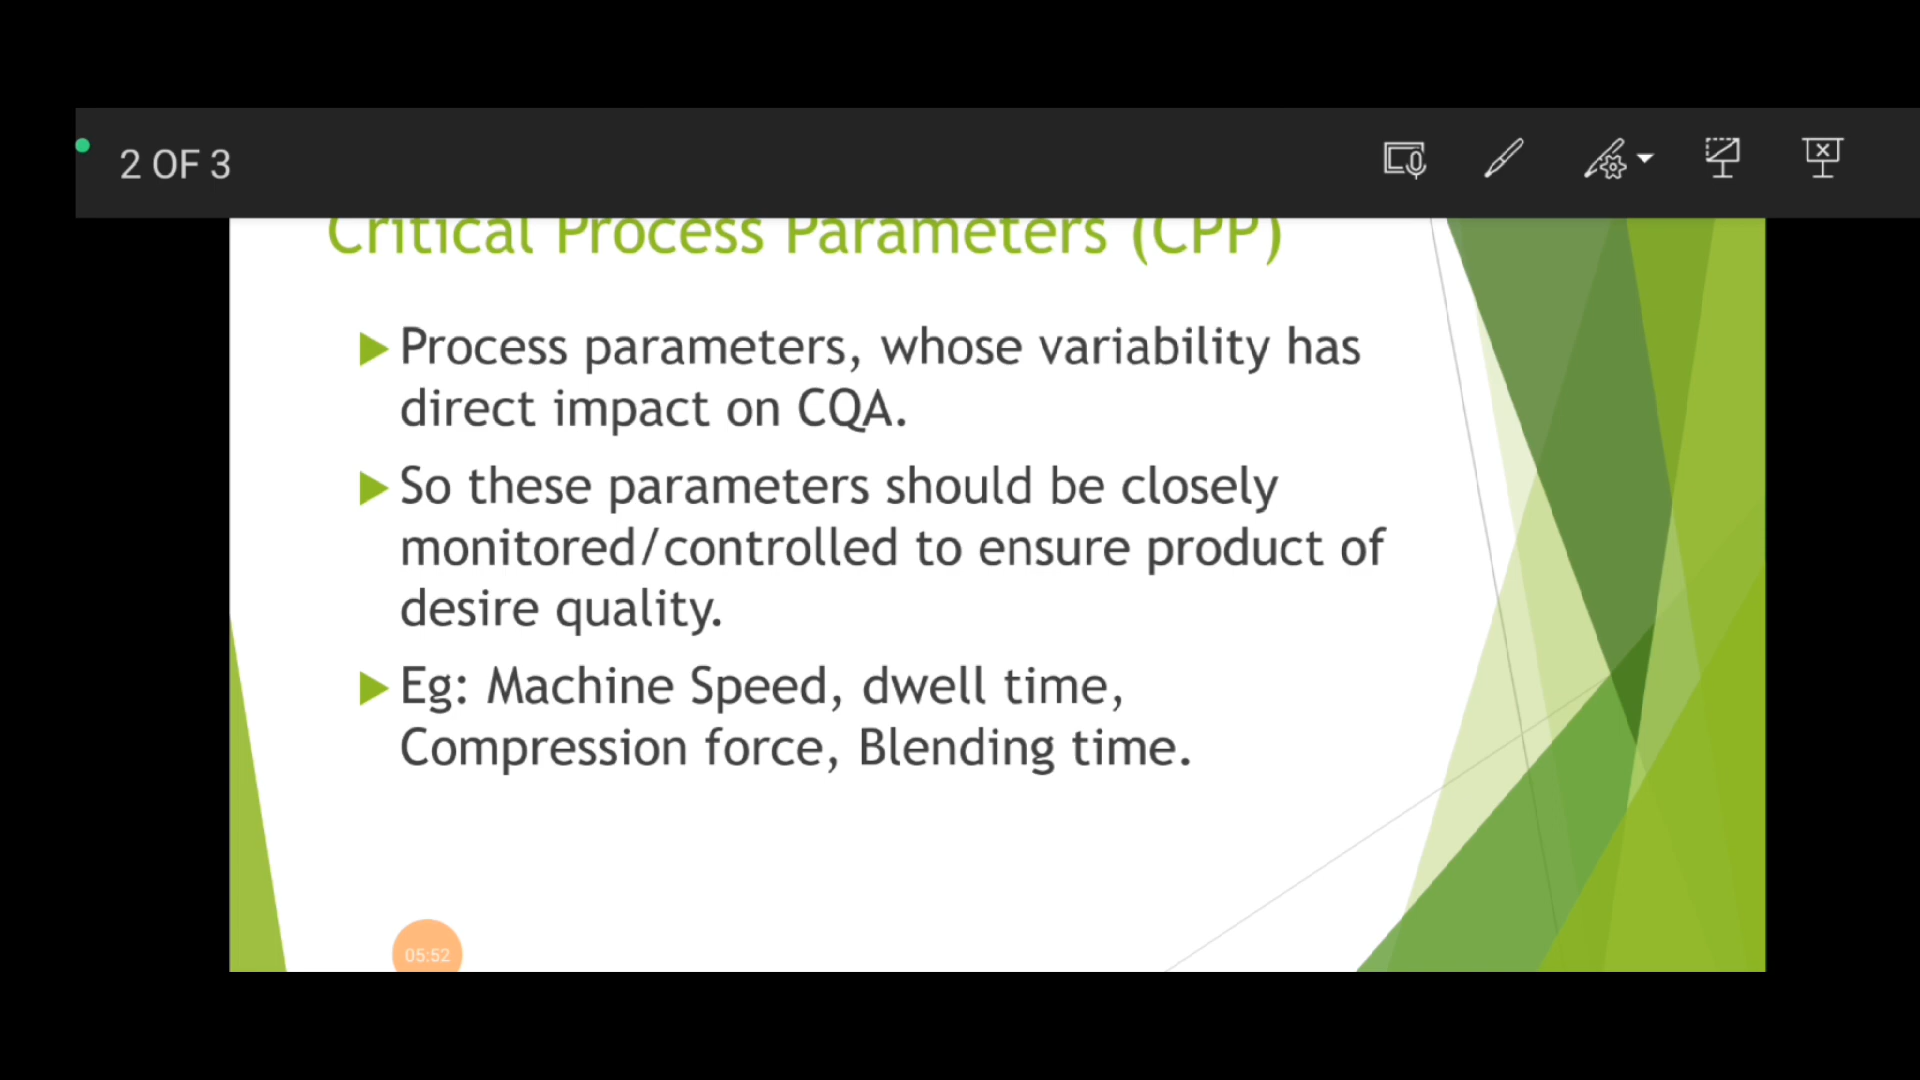 2 OF 3
Critical Process Parameters (CPP)
Process parameters, whose variability has
direct impact on CQA.
So these parameters should be closely
monitored/controlled to ensure product of
desire quality.
Eg: Machine Speed, dwell time,
Compression force, Blending time.
05:52